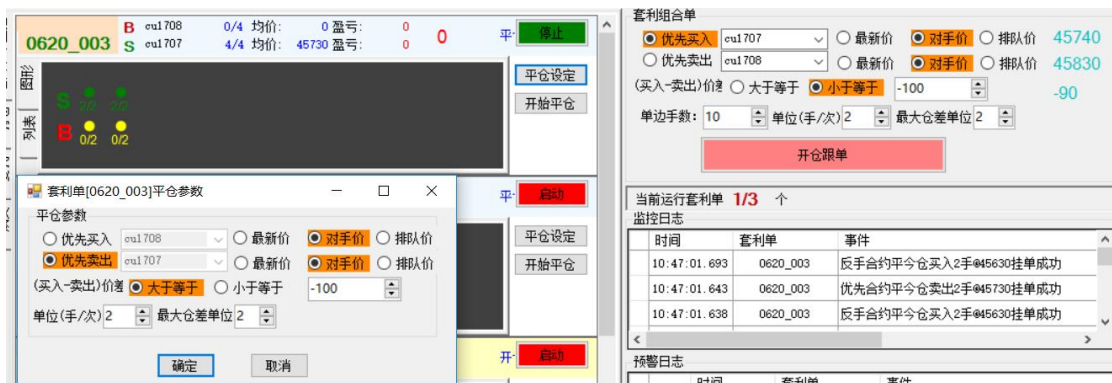 0620_003 B cu1708 0/4 均价: 0 盈亏: 0 0 平- 停止
S cu1707 4/4 均价: 45730 盈亏: 0
图形
列表
S 2/2 2/2
B 0/2 0/2
平仓设定
开始平仓
套利单[0620_003]平仓参数
平仓参数
优先买入 cu1708 最新价 对手价 排队价
优先卖出 cu1707 最新价 对手价 排队价
(买入-卖出)价差 大于等于 小于等于 -100
单位(手/次) 2 最大仓差单位 2
确定 取消
平- 启动
平仓设定
开始平仓
开- 启动
套利组合单
优先买入 cu1707 最新价 对手价 排队价 45740
优先卖出 cu1708 最新价 对手价 排队价 45830
(买入-卖出)价差 大于等于 小于等于 -100 -90
单边手数: 10 单位(手/次) 2 最大仓差单位 2
开仓跟单
当前运行套利单 1/3 个
监控日志
时间 套利单 事件
10:47:01.693 0620_003 反手合约平今仓买入2手@45630挂单成功
10:47:01.643 0620_003 优先合约平今仓卖出2手@45730挂单成功
10:47:01.638 0620_003 反手合约平今仓买入2手@45630挂单成功
预警日志
时间 套利单 事件